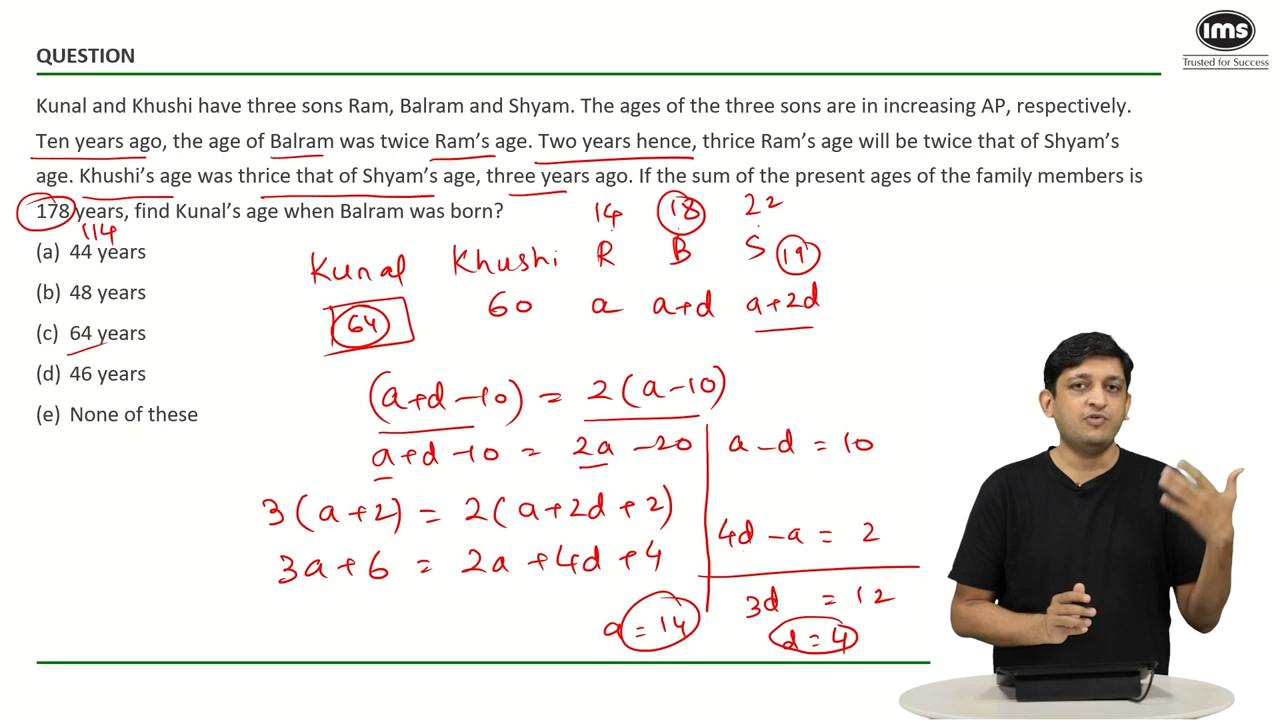 ims
Trusted for Success
QUESTION
Kunal and Khushi have three sons Ram, Balram and Shyam. The ages of the three sons are in increasing AP, respectively.
Ten years ago, the age of Balram was twice Ram’s age. Two years hence, thrice Ram’s age will be twice that of Shyam’s
age. Khushi’s age was thrice that of Shyam’s age, three years ago. If the sum of the present ages of the family members is
178 years, find Kunal’s age when Balram was born?
114
14 18 22
(a) 44 years
(b) 48 years
(c) 64 years
(d) 46 years
(e) None of these
Kunal Khushi R B S 19
64 60 a a+d a+2d
(a+d-10) = 2(a-10)
a+d-10 = 2a-20
a-d = 10
3(a+2) = 2(a+2d+2)
4d-a = 2
3a+6 = 2a+4d+4
3d = 12
a=14
d=4